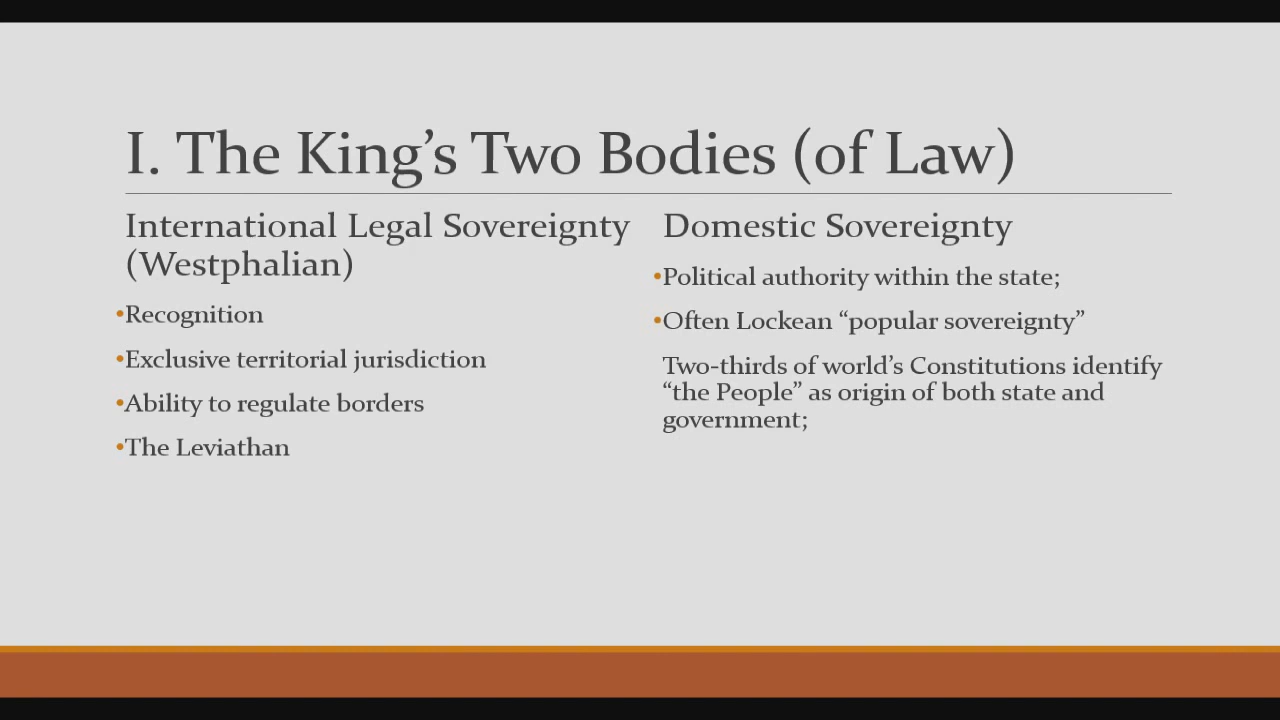 I. The King’s Two Bodies (of Law)
International Legal Sovereignty
(Westphalian)
•Recognition
•Exclusive territorial jurisdiction
•Ability to regulate borders
•The Leviathan
Domestic Sovereignty
•Political authority within the state;
•Often Lockean “popular sovereignty”
Two-thirds of world’s Constitutions identify
“the People” as origin of both state and
government;